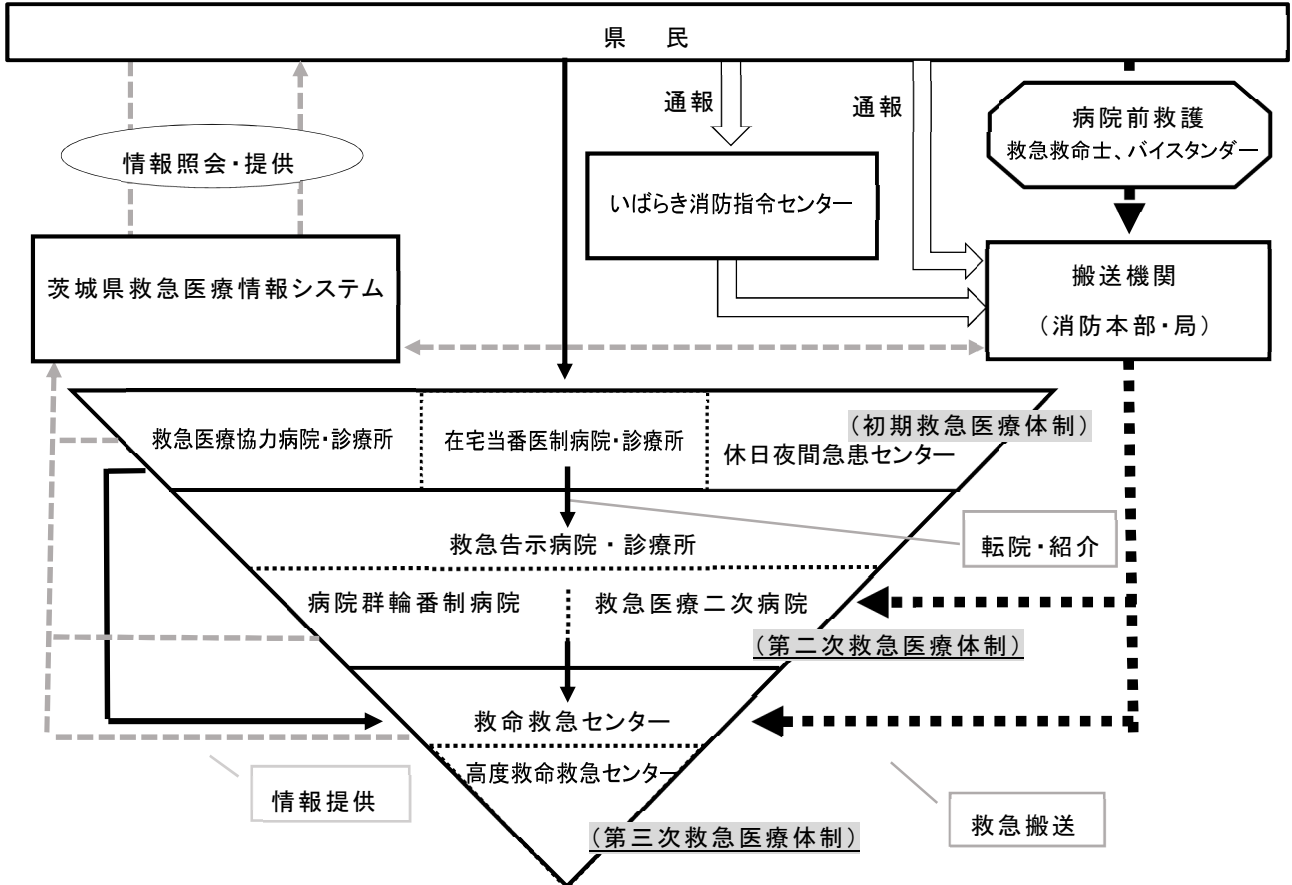 県　民
通報
通報
病院前救護
救急救命士、バイスタンダー
情報照会・提供
いばらき消防指令センター
茨城県救急医療情報システム
搬送機関
（消防本部・局）
（初期救急医療体制）
救急医療協力病院・診療所
在宅当番医制病院・診療所
休日夜間急患センター
救急告示病院・診療所
転院・紹介
病院群輪番制病院
救急医療二次病院
（第二次救急医療体制）
救命救急センター
高度救命救急センター
情報提供
救急搬送
（第三次救急医療体制）